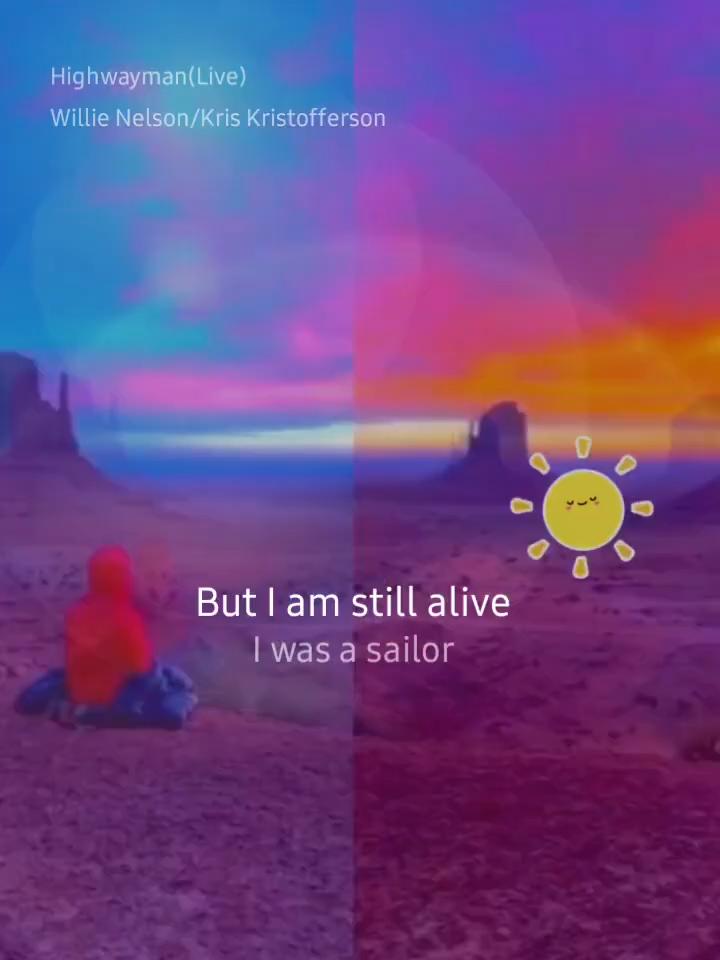 Highwayman(Live)
Willie Nelson/Kris Kristofferson
But I am still alive
I was a sailor